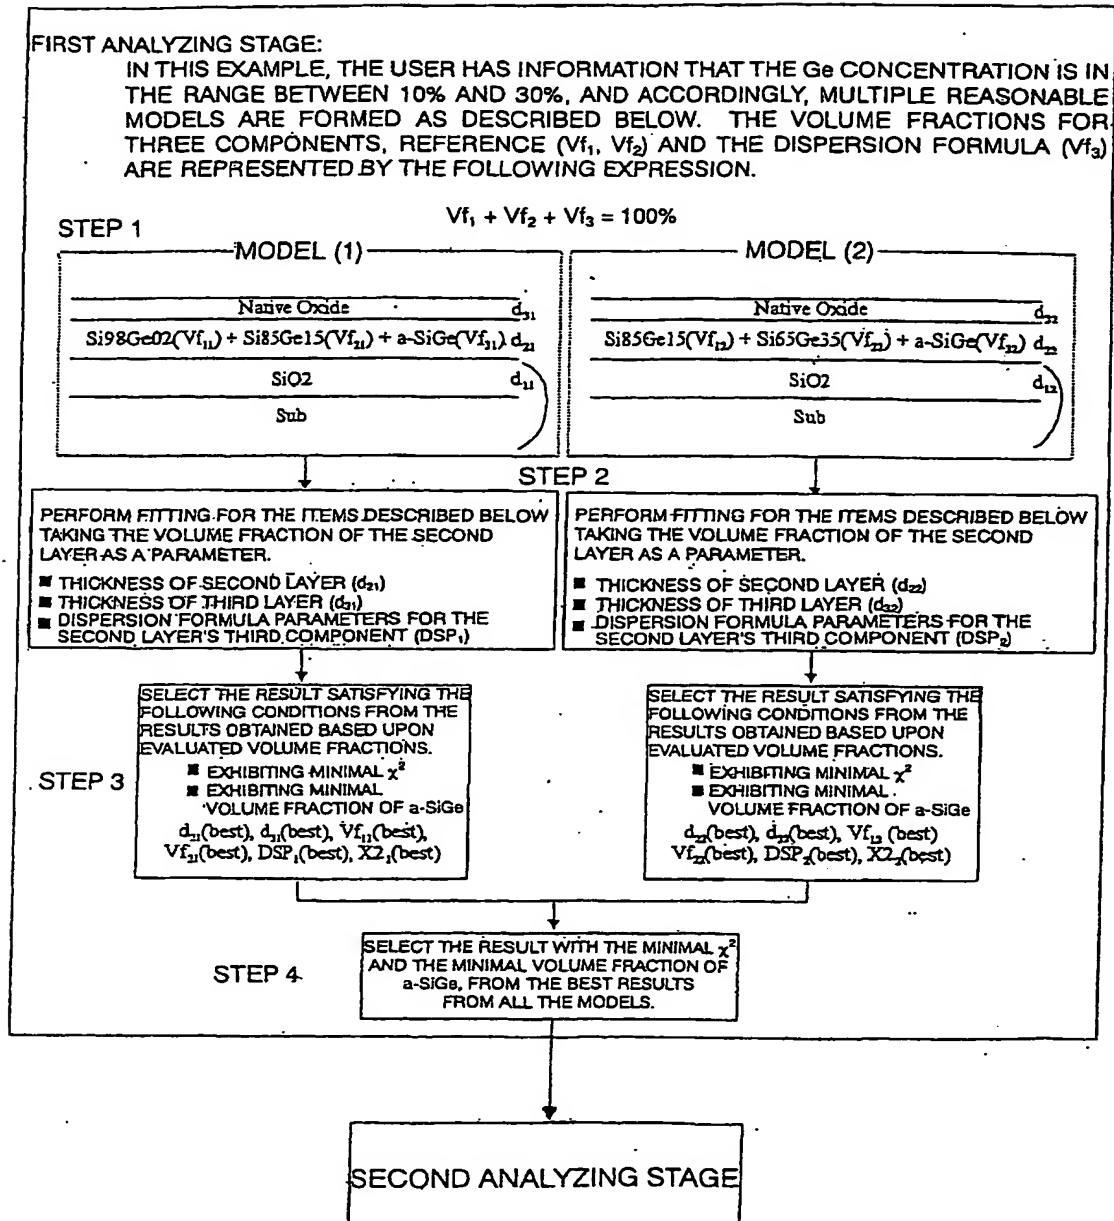 FIRST ANALYZING STAGE:
IN THIS EXAMPLE, THE USER HAS INFORMATION THAT THE Ge CONCENTRATION IS IN
THE RANGE BETWEEN 10% AND 30%, AND ACCORDINGLY, MULTIPLE REASONABLE
MODELS ARE FORMED AS DESCRIBED BELOW. THE VOLUME FRACTIONS FOR
THREE COMPONENTS, REFERENCE (Vf₁, Vf₂) AND THE DISPERSION FORMULA (Vf₃)
ARE REPRESENTED BY THE FOLLOWING EXPRESSION.
Vf₁ + Vf₂ + Vf₃ = 100%
STEP 1
MODEL (1)
Native Oxide d₃₁
Si98Ge02(Vf₁₁) + Si85Ge15(Vf₂₁) + a-SiGe(Vf₃₁) d₂₁
SiO2 d₁₁
Sub
MODEL (2)
Native Oxide d₃₂
Si85Ge15(Vf₁₂) + Si65Ge35(Vf₂₂) + a-SiGe(Vf₃₂) d₂₂
SiO2 d₁₂
Sub
STEP 2
PERFORM FITTING FOR THE ITEMS DESCRIBED BELOW
TAKING THE VOLUME FRACTION OF THE SECOND
LAYER AS A PARAMETER.
■ THICKNESS OF SECOND LAYER (d₂₁)
■ THICKNESS OF THIRD LAYER (d₃₁)
■ DISPERSION FORMULA PARAMETERS FOR THE
SECOND LAYER'S THIRD COMPONENT (DSP₁)
PERFORM FITTING FOR THE ITEMS DESCRIBED BELOW
TAKING THE VOLUME FRACTION OF THE SECOND
LAYER AS A PARAMETER.
■ THICKNESS OF SECOND LAYER (d₂₂)
■ THICKNESS OF THIRD LAYER (d₃₂)
■ DISPERSION FORMULA PARAMETERS FOR THE
SECOND LAYER'S THIRD COMPONENT (DSP₂)
STEP 3
SELECT THE RESULT SATISFYING THE
FOLLOWING CONDITIONS FROM THE
RESULTS OBTAINED BASED UPON
EVALUATED VOLUME FRACTIONS.
■ EXHIBITING MINIMAL χ²
■ EXHIBITING MINIMAL
VOLUME FRACTION OF a-SiGe
d₂₁(best), d₃₁(best), Vf₁₁(best),
Vf₂₁(best), DSP₁(best), X2₁(best)
SELECT THE RESULT SATISFYING THE
FOLLOWING CONDITIONS FROM THE
RESULTS OBTAINED BASED UPON
EVALUATED VOLUME FRACTIONS.
■ EXHIBITING MINIMAL χ²
■ EXHIBITING MINIMAL
VOLUME FRACTION OF a-SiGe
d₂₂(best), d₃₂(best), Vf₁₂ (best)
Vf₂₂(best), DSP₂(best), X2₂(best)
STEP 4
SELECT THE RESULT WITH THE MINIMAL χ²
AND THE MINIMAL VOLUME FRACTION OF
a-SiGe, FROM THE BEST RESULTS
FROM ALL THE MODELS.
SECOND ANALYZING STAGE